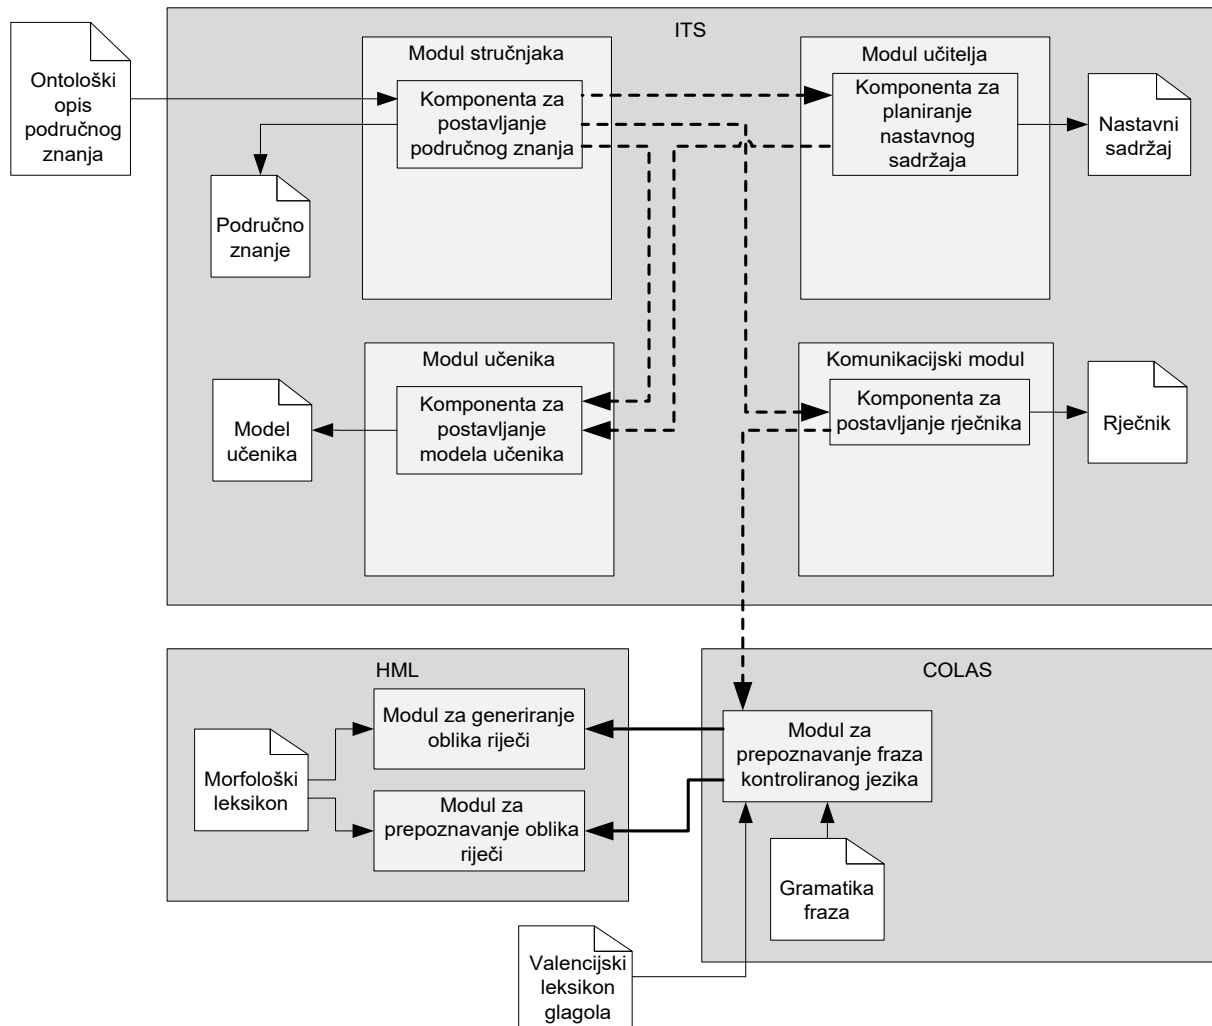 ITS
Ontološki
opis
područnog
znanja
Modul stručnjaka
Komponenta za
postavljanje
područnog znanja
Područno
znanje
Modul učitelja
Komponenta za
planiranje
nastavnog
sadržaja
Nastavni
sadržaj
Modul učenika
Komponenta za
postavljanje
modela učenika
Model
učenika
Komunikacijski modul
Komponenta za
postavljanje rječnika
Rječnik
HML
Morfološki
leksikon
Modul za generiranje
oblika riječi
Modul za
prepoznavanje oblika
riječi
COLAS
Modul za
prepoznavanje fraza
kontroliranog jezika
Gramatika
fraza
Valencijski
leksikon
glagola